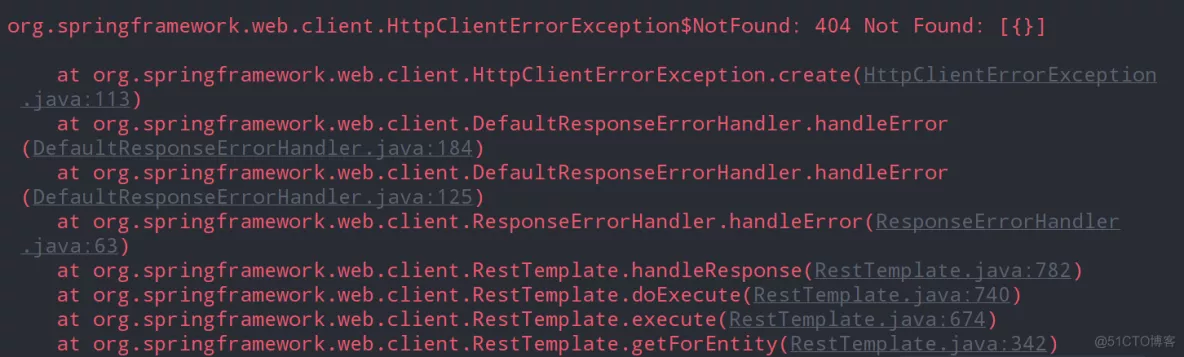 org.springframework.web.client.HttpClientErrorException$NotFound: 404 Not Found: [{}]
at org.springframework.web.client.HttpClientErrorException.create(HttpClientErrorException
.java:113)
at org.springframework.web.client.DefaultResponseErrorHandler.handleError
(DefaultResponseErrorHandler.java:184)
at org.springframework.web.client.DefaultResponseErrorHandler.handleError
(DefaultResponseErrorHandler.java:125)
at org.springframework.web.client.ResponseErrorHandler.handleError(ResponseErrorHandler
.java:63)
at org.springframework.web.client.RestTemplate.handleResponse(RestTemplate.java:782)
at org.springframework.web.client.RestTemplate.doExecute(RestTemplate.java:740)
at org.springframework.web.client.RestTemplate.execute(RestTemplate.java:674)
at org.springframework.web.client.RestTemplate.getForEntity(RestTemplate.java:342)
@51CTO博客